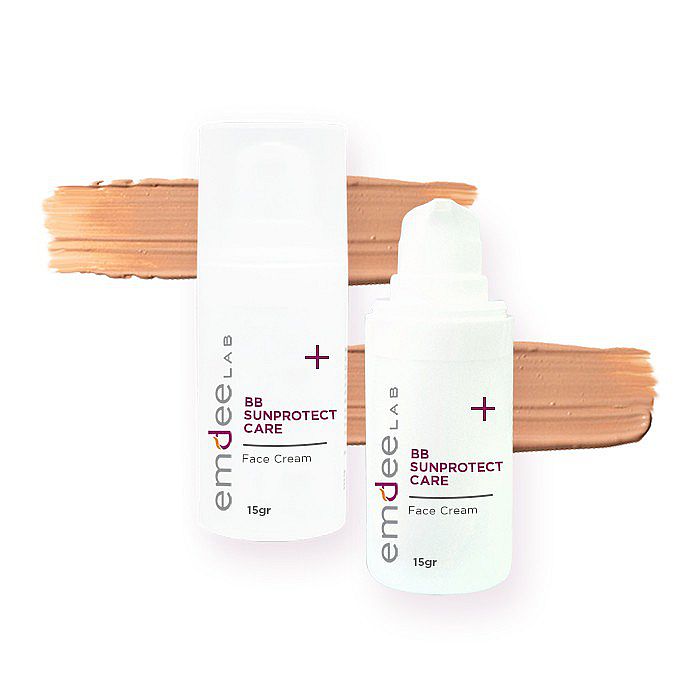 emdee LAB
BB
SUNPROTECT
CARE
Face Cream
15gr
emdee LAB
BB
SUNPROTECT
CARE
Face Cream
15gr